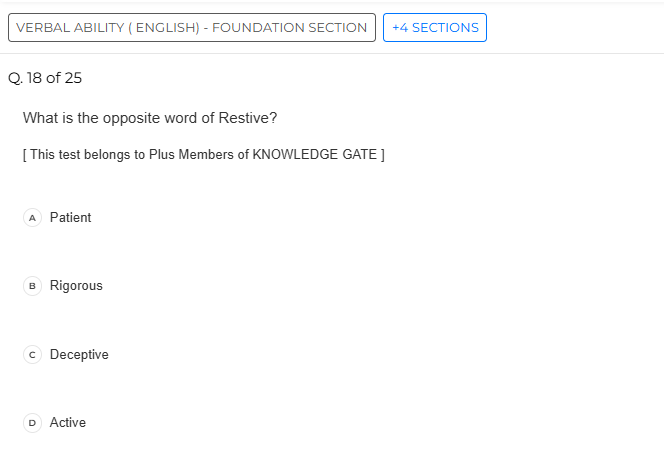 VERBAL ABILITY ( ENGLISH) - FOUNDATION SECTION +4 SECTIONS
Q. 18 of 25
What is the opposite word of Restive?
[ This test belongs to Plus Members of KNOWLEDGE GATE ]
A Patient
B Rigorous
C Deceptive
D Active